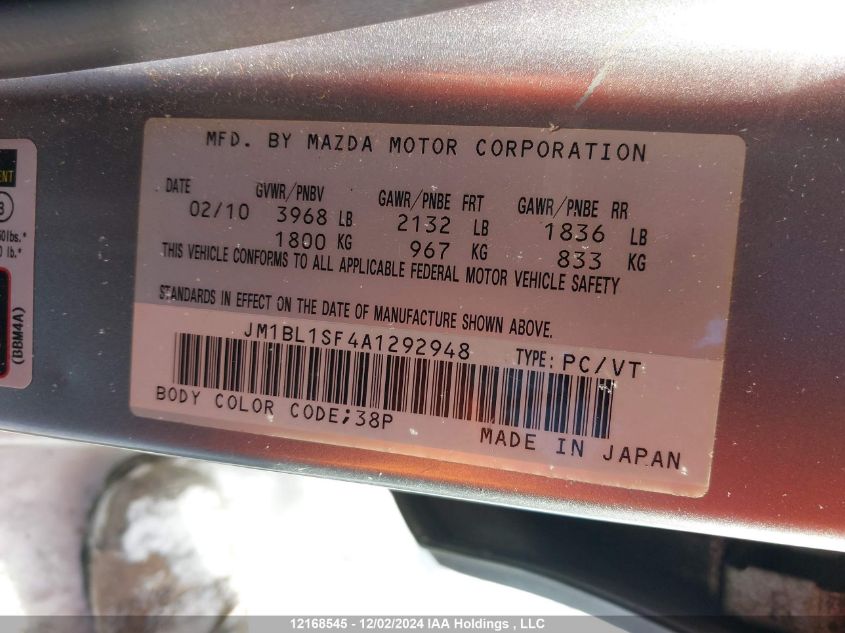 MFD. BY MAZDA MOTOR CORPORATION
DATE GVWR/PNBV GAWR/PNBE FRT GAWR/PNBE RR
02/10 3968 LB 2132 LB 1836 LB
1800 KG 967 KG 833 KG
THIS VEHICLE CONFORMS TO ALL APPLICABLE FEDERAL MOTOR VEHICLE SAFETY
STANDARDS IN EFFECT ON THE DATE OF MANUFACTURE SHOWN ABOVE.
JM1BL1SF4A1292948 TYPE: PC/VT
BODY COLOR CODE;38P
MADE IN JAPAN
(BBM4A)
12168545 - 12/02/2024 IAA Holdings , LLC